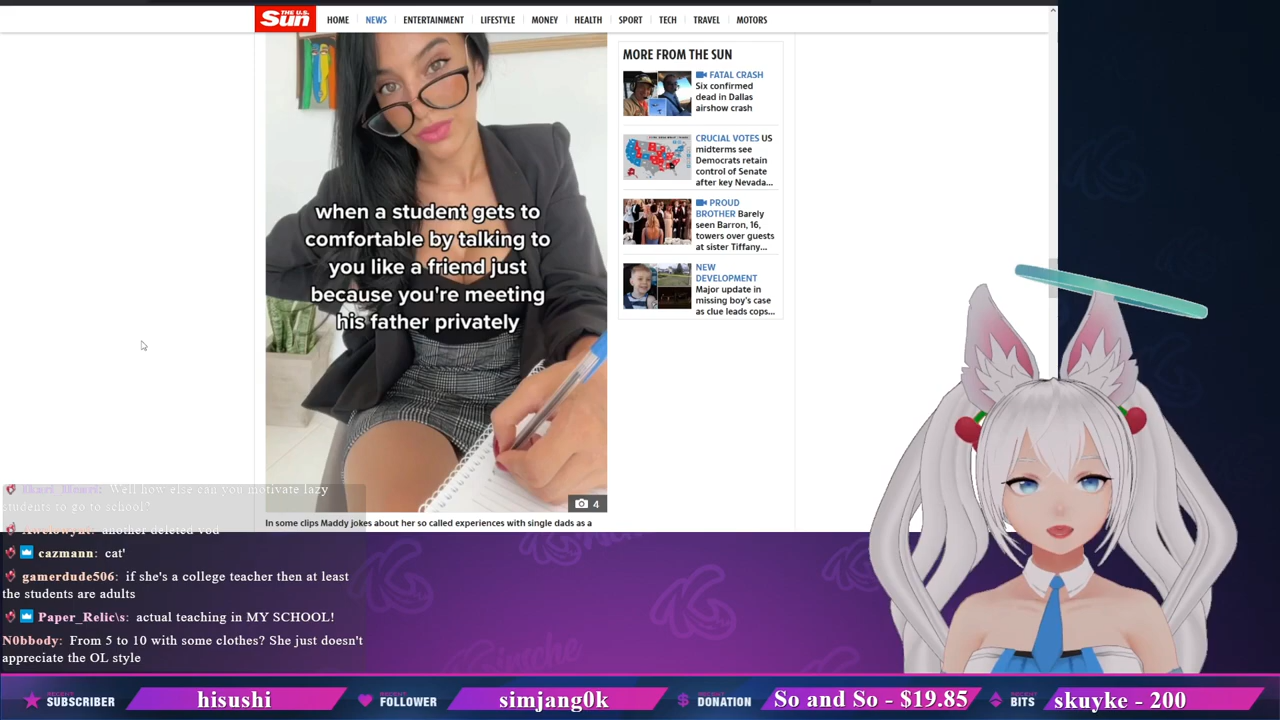 THE U.S. Sun
HOME NEWS ENTERTAINMENT LIFESTYLE MONEY HEALTH SPORT TECH TRAVEL MOTORS
when a student gets to
comfortable by talking to
you like a friend just
because you're meeting
his father privately
4
In some clips Maddy jokes about her so called experiences with single dads as a
MORE FROM THE SUN
FATAL CRASH
Six confirmed
dead in Dallas
airshow crash
CRUCIAL VOTES US
midterms see
Democrats retain
control of Senate
after key Nevada...
PROUD
BROTHER Barely
seen Barron, 16,
towers over guests
at sister Tiffany...
NEW
DEVELOPMENT
Major update in
missing boy's case
as clue leads cops...
Well how else can you motivate lazy
students to go to school?
another deleted vod
cazmann: cat'
gamerdude506: if she's a college teacher then at least
the students are adults
Paper_Relic\s: actual teaching in MY SCHOOL!
N0bbody: From 5 to 10 with some clothes? She just doesn't
appreciate the OL style
RECENT SUBSCRIBER hisushi
RECENT FOLLOWER simjang0k
RECENT DONATION So and So - $19.85
RECENT BITS skuyke - 200